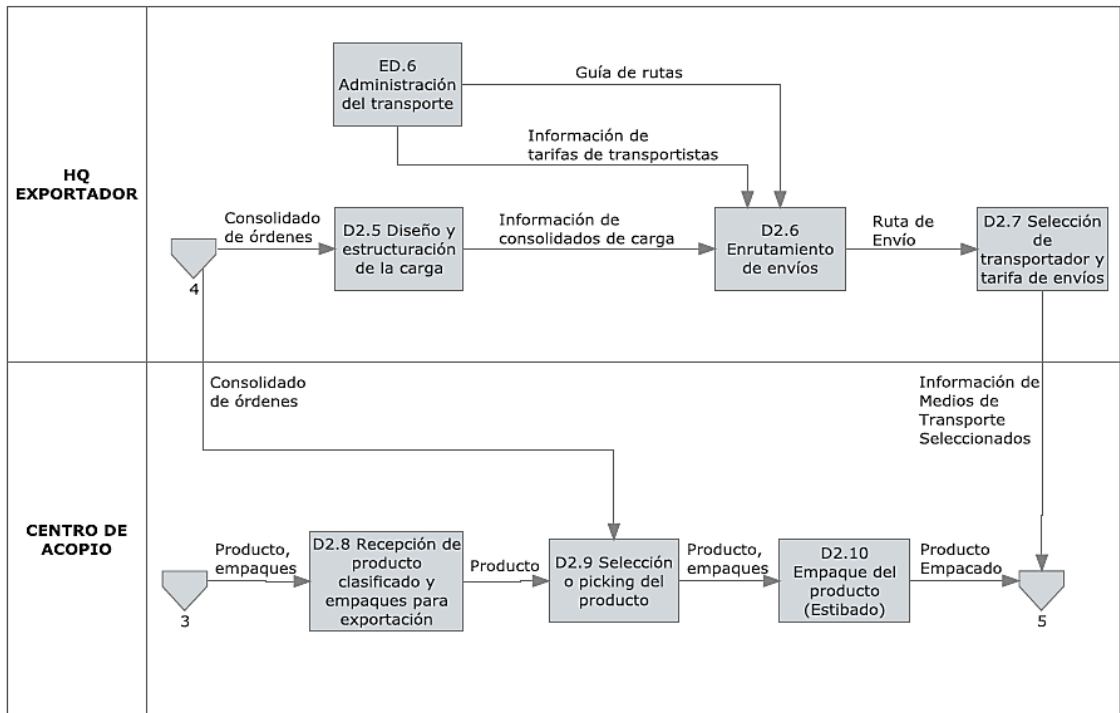 HQ
EXPORTADOR
ED.6
Administración
del transporte
Guía de rutas
Información de
tarifas de transportistas
Consolidado
de órdenes
4
D2.5 Diseño y
estructuración
de la carga
Información de
consolidados de carga
D2.6
Enrutamiento
de envíos
Ruta de
Envío
D2.7 Selección
de
transportador y
tarifa de envíos
CENTRO DE
ACOPIO
Consolidado
de órdenes
Información de
Medios de
Transporte
Seleccionados
3
Producto,
empaques
D2.8 Recepción de
producto
clasificado y
empaques para
exportación
Producto
D2.9 Selección
o picking del
producto
Producto,
empaques
D2.10
Empaque del
producto
(Estibado)
Producto
Empacado
5